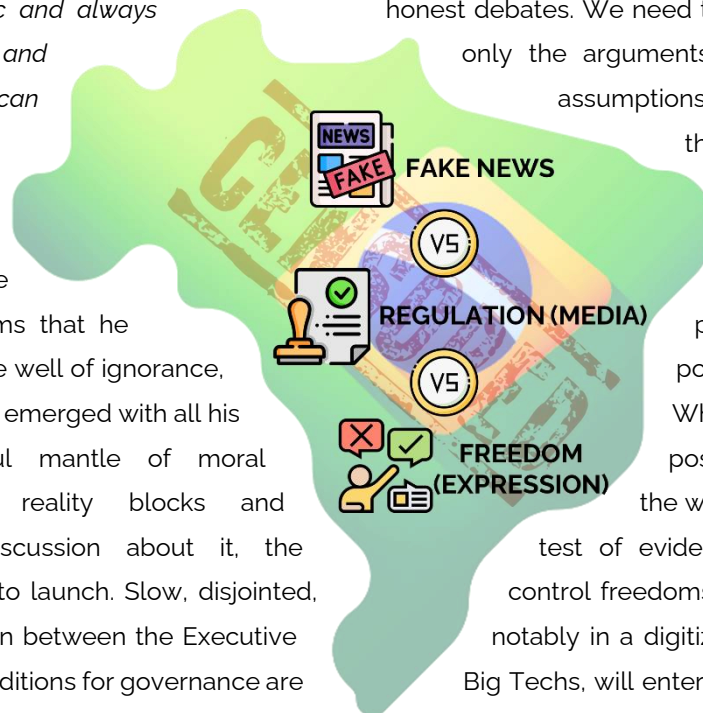 c and always
and
can
e
ms that he
e well of ignorance,
emerged with all his
ul mantle of moral
reality blocks and
scussion about it, the
to launch. Slow, disjointed,
n between the Executive
ditions for governance are
NEWS
FAKE
FAKE NEWS
VS
REGULATION (MEDIA)
VS
FREEDOM
(EXPRESSION)
honest debates. We need t
only the arguments
assumptions
th
p
po
Wh
pos
the w
test of evide
control freedoms
notably in a digitiz
Big Techs, will enter